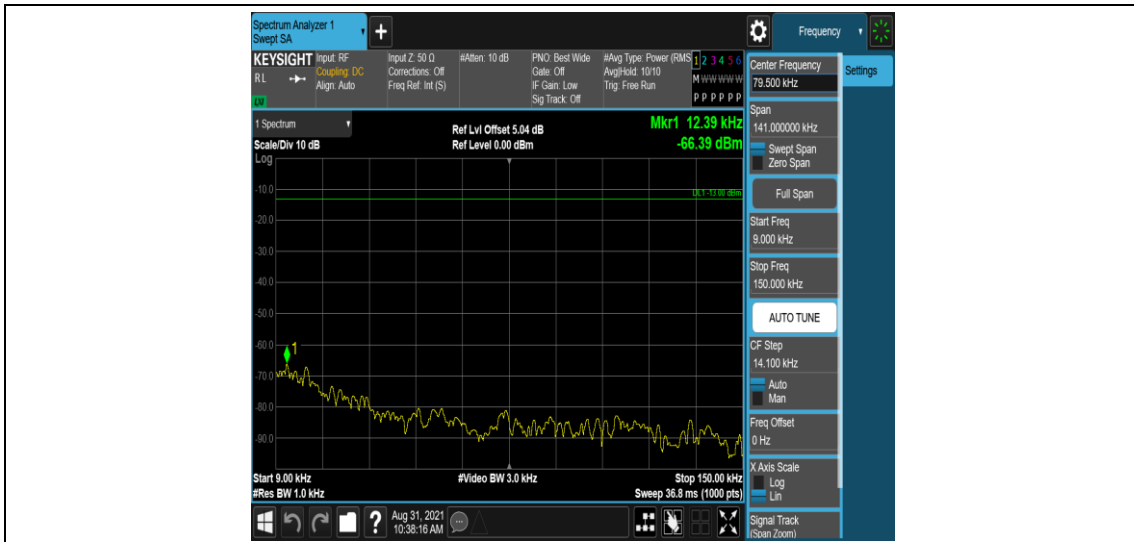 Spectrum Analyzer 1
Swept SA
+
Frequency
KEYSIGHT
RL
Input: RF
Coupling: DC
Align: Auto
Input Z: 50 Ω
Corrections: Off
Freq Ref: Int (S)
#Atten: 10 dB
PNO: Best Wide
Gate: Off
IF Gain: Low
Sig Track: Off
#Avg Type: Power (RMS
Avg|Hold: 10/10
Trig: Free Run
1 2 3 4 5 6
M W W W W W
P P P P P P
LXI
1 Spectrum
Scale/Div 10 dB
Ref Lvl Offset 5.04 dB
Ref Level 0.00 dBm
Mkr1 12.39 kHz
-66.39 dBm
Log
DL1 -13.00 dBm
-10.0
-20.0
-30.0
-40.0
-50.0
-60.0
1
-70.0
-80.0
-90.0
Start 9.00 kHz
#Res BW 1.0 kHz
#Video BW 3.0 kHz
Stop 150.00 kHz
Sweep 36.8 ms (1000 pts)
Center Frequency
79.500 kHz
Settings
Span
141.000000 kHz
Swept Span
Zero Span
Full Span
Start Freq
9.000 kHz
Stop Freq
150.000 kHz
AUTO TUNE
CF Step
14.100 kHz
Auto
Man
Freq Offset
0 Hz
X Axis Scale
Log
Lin
Signal Track
(Span Zoom)
?
Aug 31, 2021
10:38:16 AM